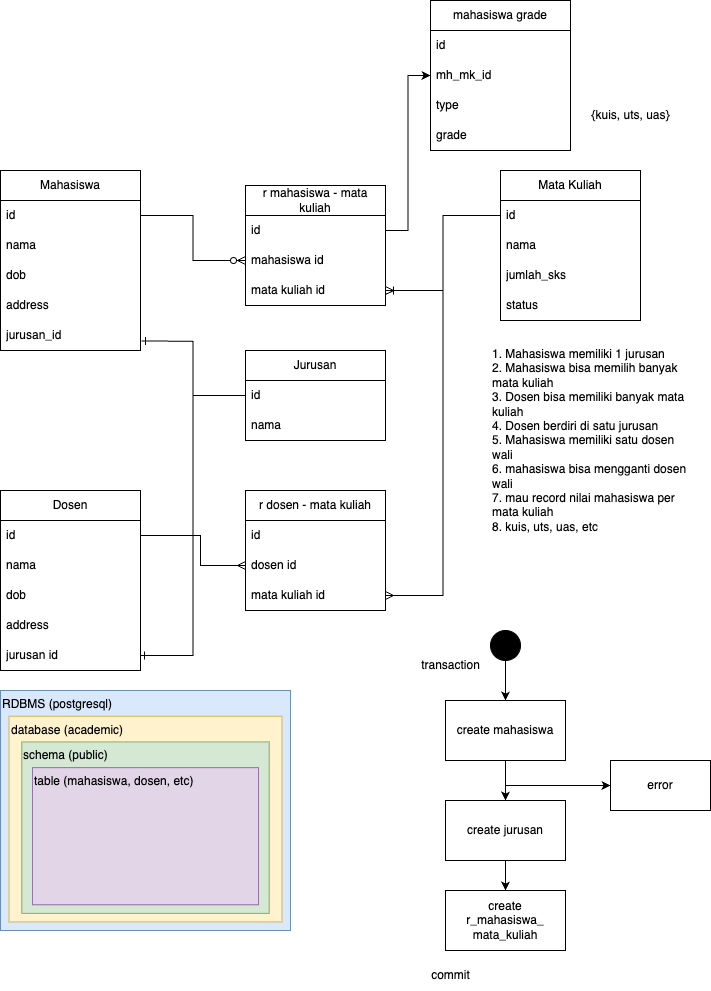 mahasiswa grade
id
mh_mk_id
type
grade
{kuis, uts, uas}
Mahasiswa
id
nama
dob
address
jurusan_id
r mahasiswa - mata
kuliah
id
mahasiswa id
mata kuliah id
Mata Kuliah
id
nama
jumlah_sks
status
Jurusan
id
nama
1. Mahasiswa memiliki 1 jurusan
2. Mahasiswa bisa memilih banyak
mata kuliah
3. Dosen bisa memiliki banyak mata
kuliah
4. Dosen berdiri di satu jurusan
5. Mahasiswa memiliki satu dosen
wali
6. mahasiswa bisa mengganti dosen
wali
7. mau record nilai mahasiswa per
mata kuliah
8. kuis, uts, uas, etc
Dosen
id
nama
dob
address
jurusan id
r dosen - mata kuliah
id
dosen id
mata kuliah id
RDBMS (postgresql)
database (academic)
schema (public)
table (mahasiswa, dosen, etc)
transaction
create mahasiswa
error
create jurusan
create
r_mahasiswa_
mata_kuliah
commit